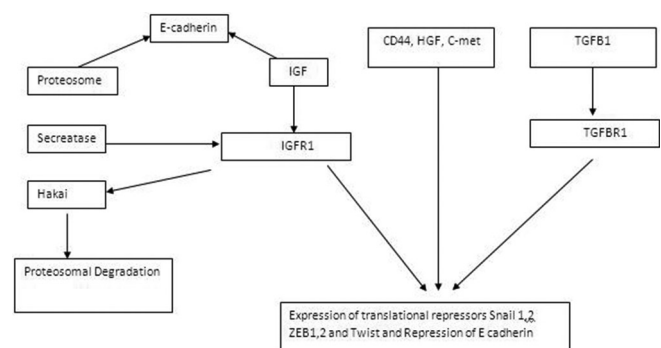 E-cadherin
CD44, HGF, C-met
TGFB1
Proteosome
IGF
Secreatase
IGFR1
TGFBR1
Hakai
Proteosomal Degradation
Expression of translational repressors Snail 1,2
ZEB1,2 and Twist and Repression of E cadherin